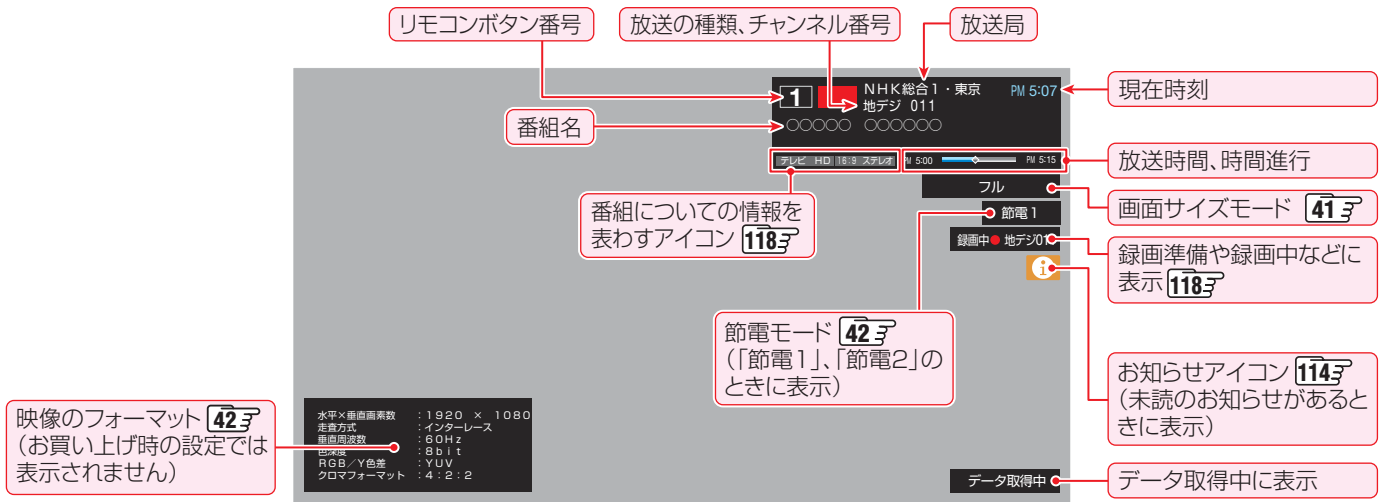 リモコンボタン番号
放送の種類、チャンネル番号
放送局
1
NHK総合1・東京
PM 5:07
地デジ 011
○○○○○ ○○○○○○
現在時刻
番組名
テレビ HD 16:9 ステレオ
PM 5:00
PM 5:15
放送時間、時間進行
フル
画面サイズモード 41
番組についての情報を
表わすアイコン 118
節電1
録画中●地デジ01
録画準備や録画中などに
表示 118
i
節電モード 42
(「節電1」、「節電2」の
ときに表示)
お知らせアイコン 114
(未読のお知らせがあると
きに表示)
映像のフォーマット 42
(お買い上げ時の設定では
表示されません)
水平×垂直画素数 :1920 × 1080
走査方式 :インターレース
垂直周波数 :60Hz
色深度 :8bit
RGB/Y色差 :YUV
クロマフォーマット :4:2:2
データ取得中
データ取得中に表示